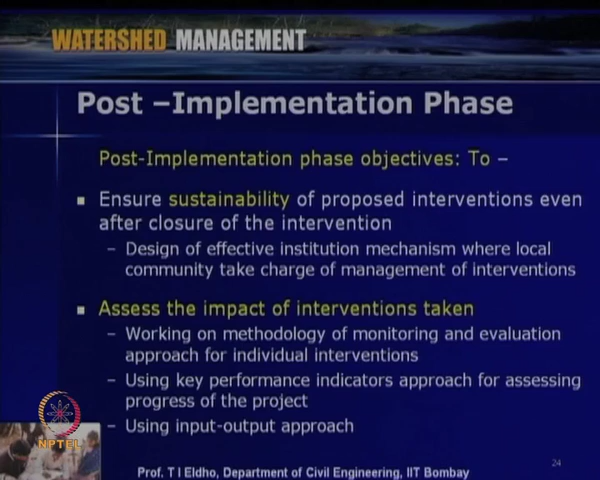 WATERSHED MANAGEMENT
Post –Implementation Phase
Post-Implementation phase objectives: To –
▪ Ensure sustainability of proposed interventions even
after closure of the intervention
– Design of effective institution mechanism where local
community take charge of management of interventions
▪ Assess the impact of interventions taken
– Working on methodology of monitoring and evaluation
approach for individual interventions
– Using key performance indicators approach for assessing
progress of the project
– Using input-output approach
NPTEL
Prof. T I Eldho, Department of Civil Engineering, IIT Bombay
24